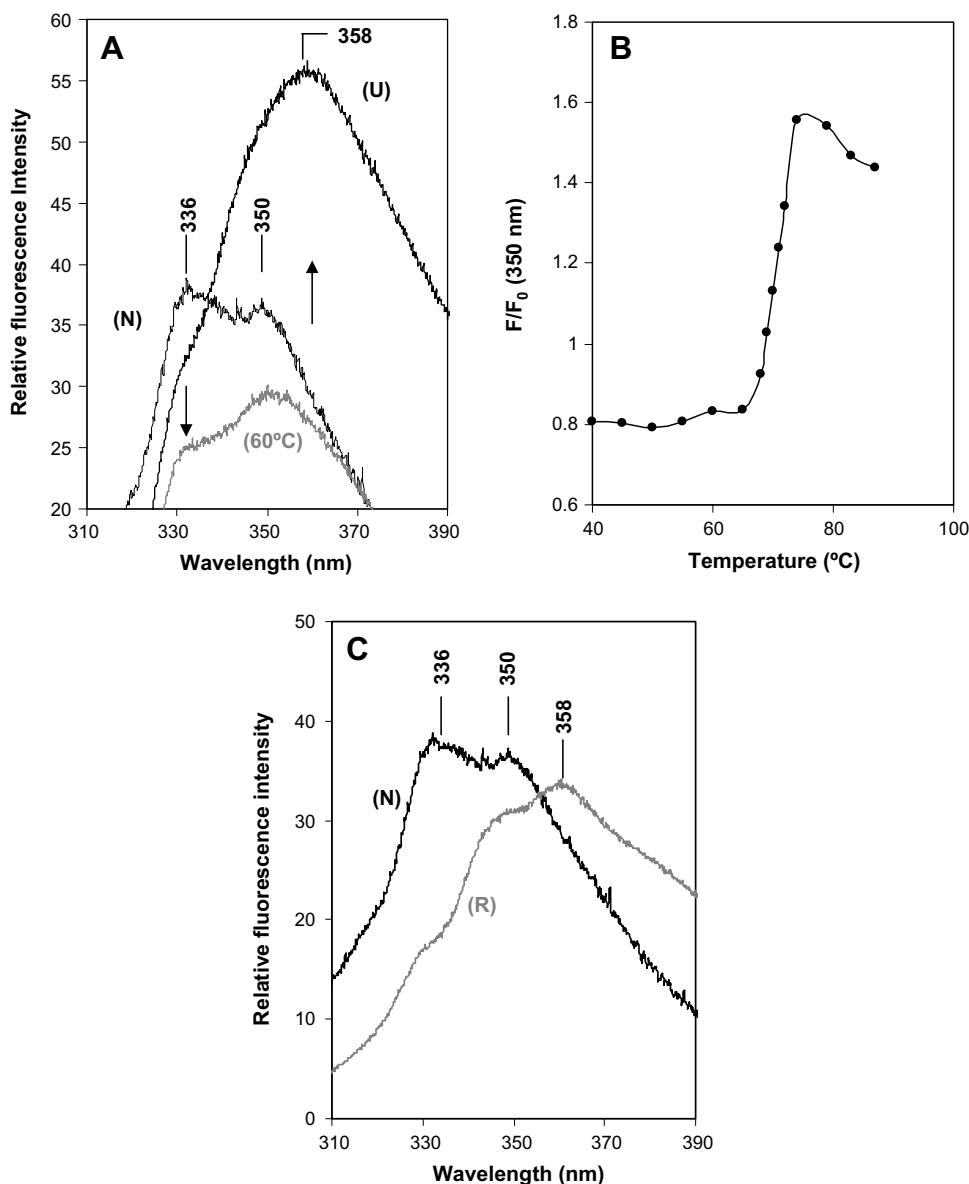 A
60
55
50
45
40
35
30
25
20
Relative fluorescence Intensity
358
(U)
336
350
(N)
(60ºC)
310 330 350 370 390
Wavelength (nm)
B
1.8
1.6
1.4
1.2
1
0.8
0.6
F/F0 (350 nm)
40 60 80 100
Temperature (ºC)
C
50
40
30
20
10
0
Relative fluorescence intensity
336
350
358
(N)
(R)
310 330 350 370 390
Wavelength (nm)